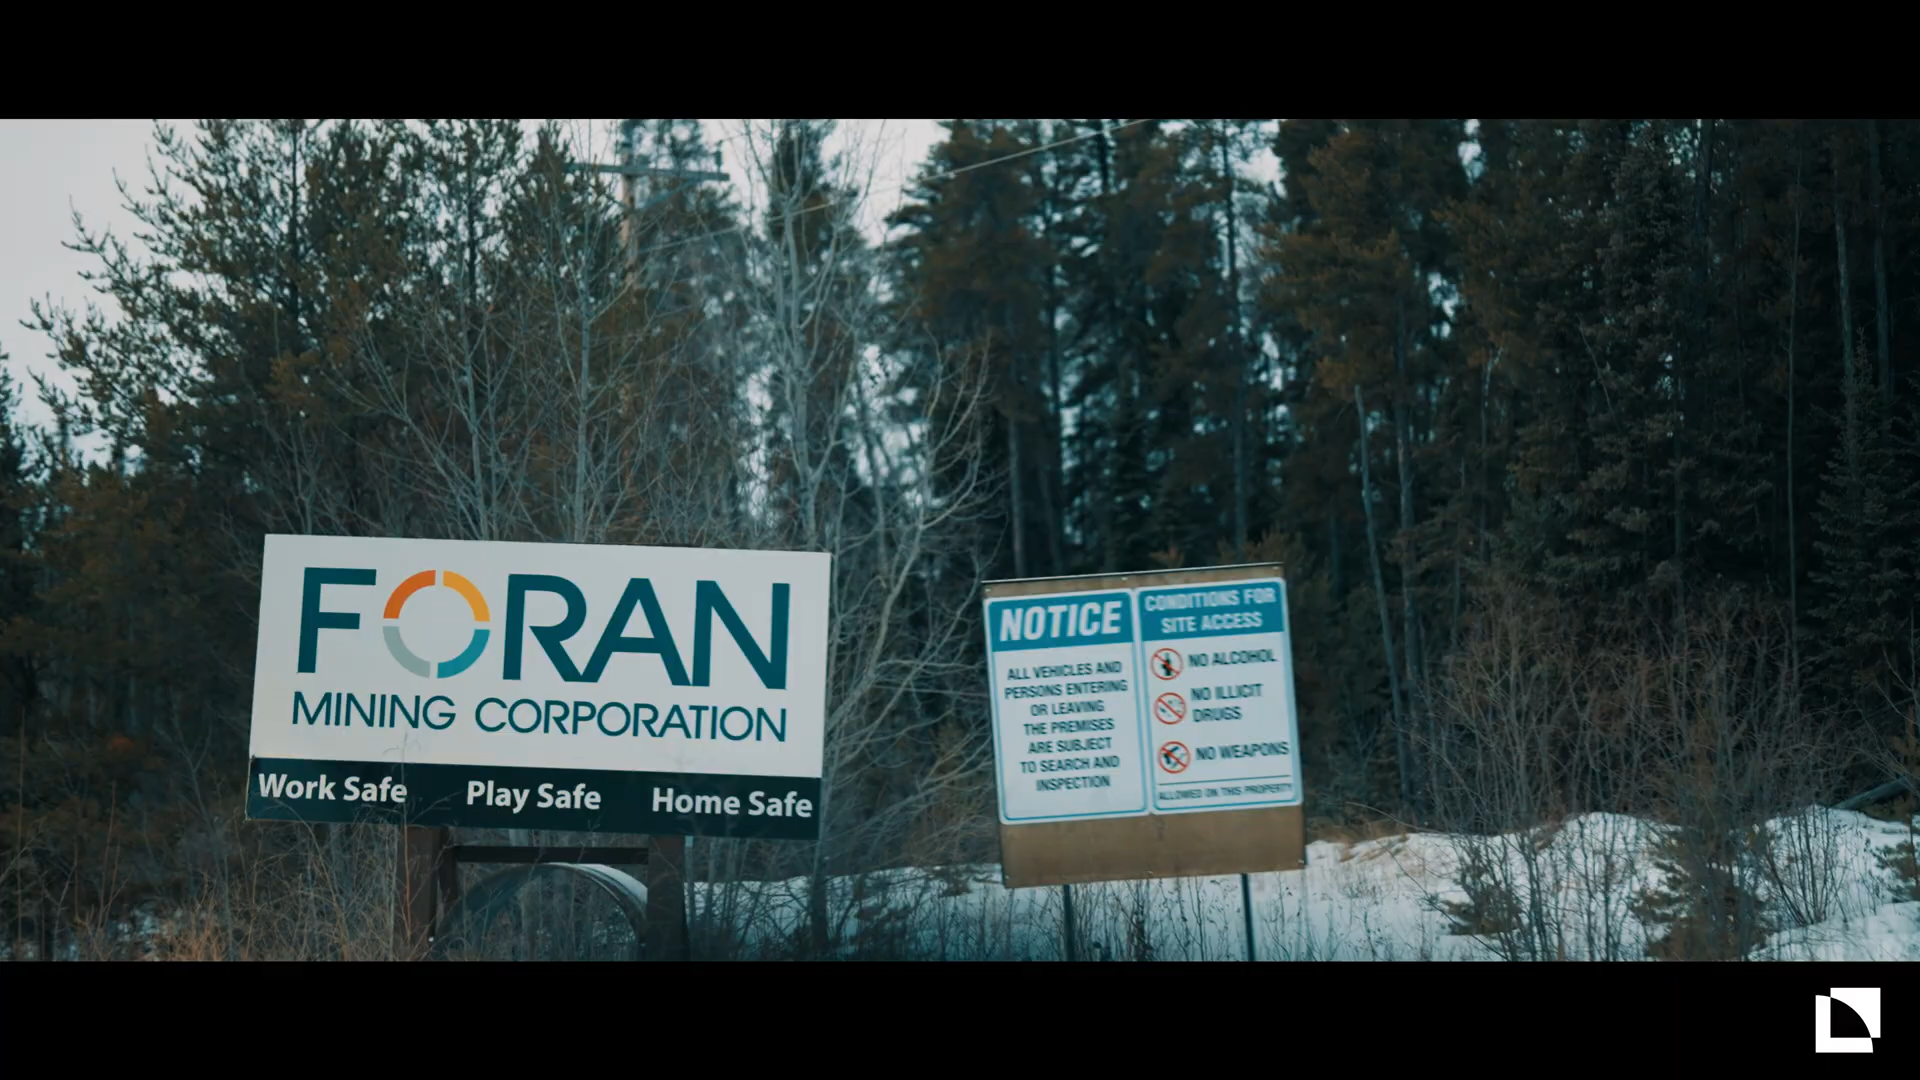 FORAN
MINING CORPORATION
Work Safe Play Safe Home Safe
NOTICE
ALL VEHICLES AND
PERSONS ENTERING
OR LEAVING
THE PREMISES
ARE SUBJECT
TO SEARCH AND
INSPECTION
CONDITIONS FOR
SITE ACCESS
NO ALCOHOL
NO ILLICIT
DRUGS
NO WEAPONS
ALLOWED ON THIS PROPERTY